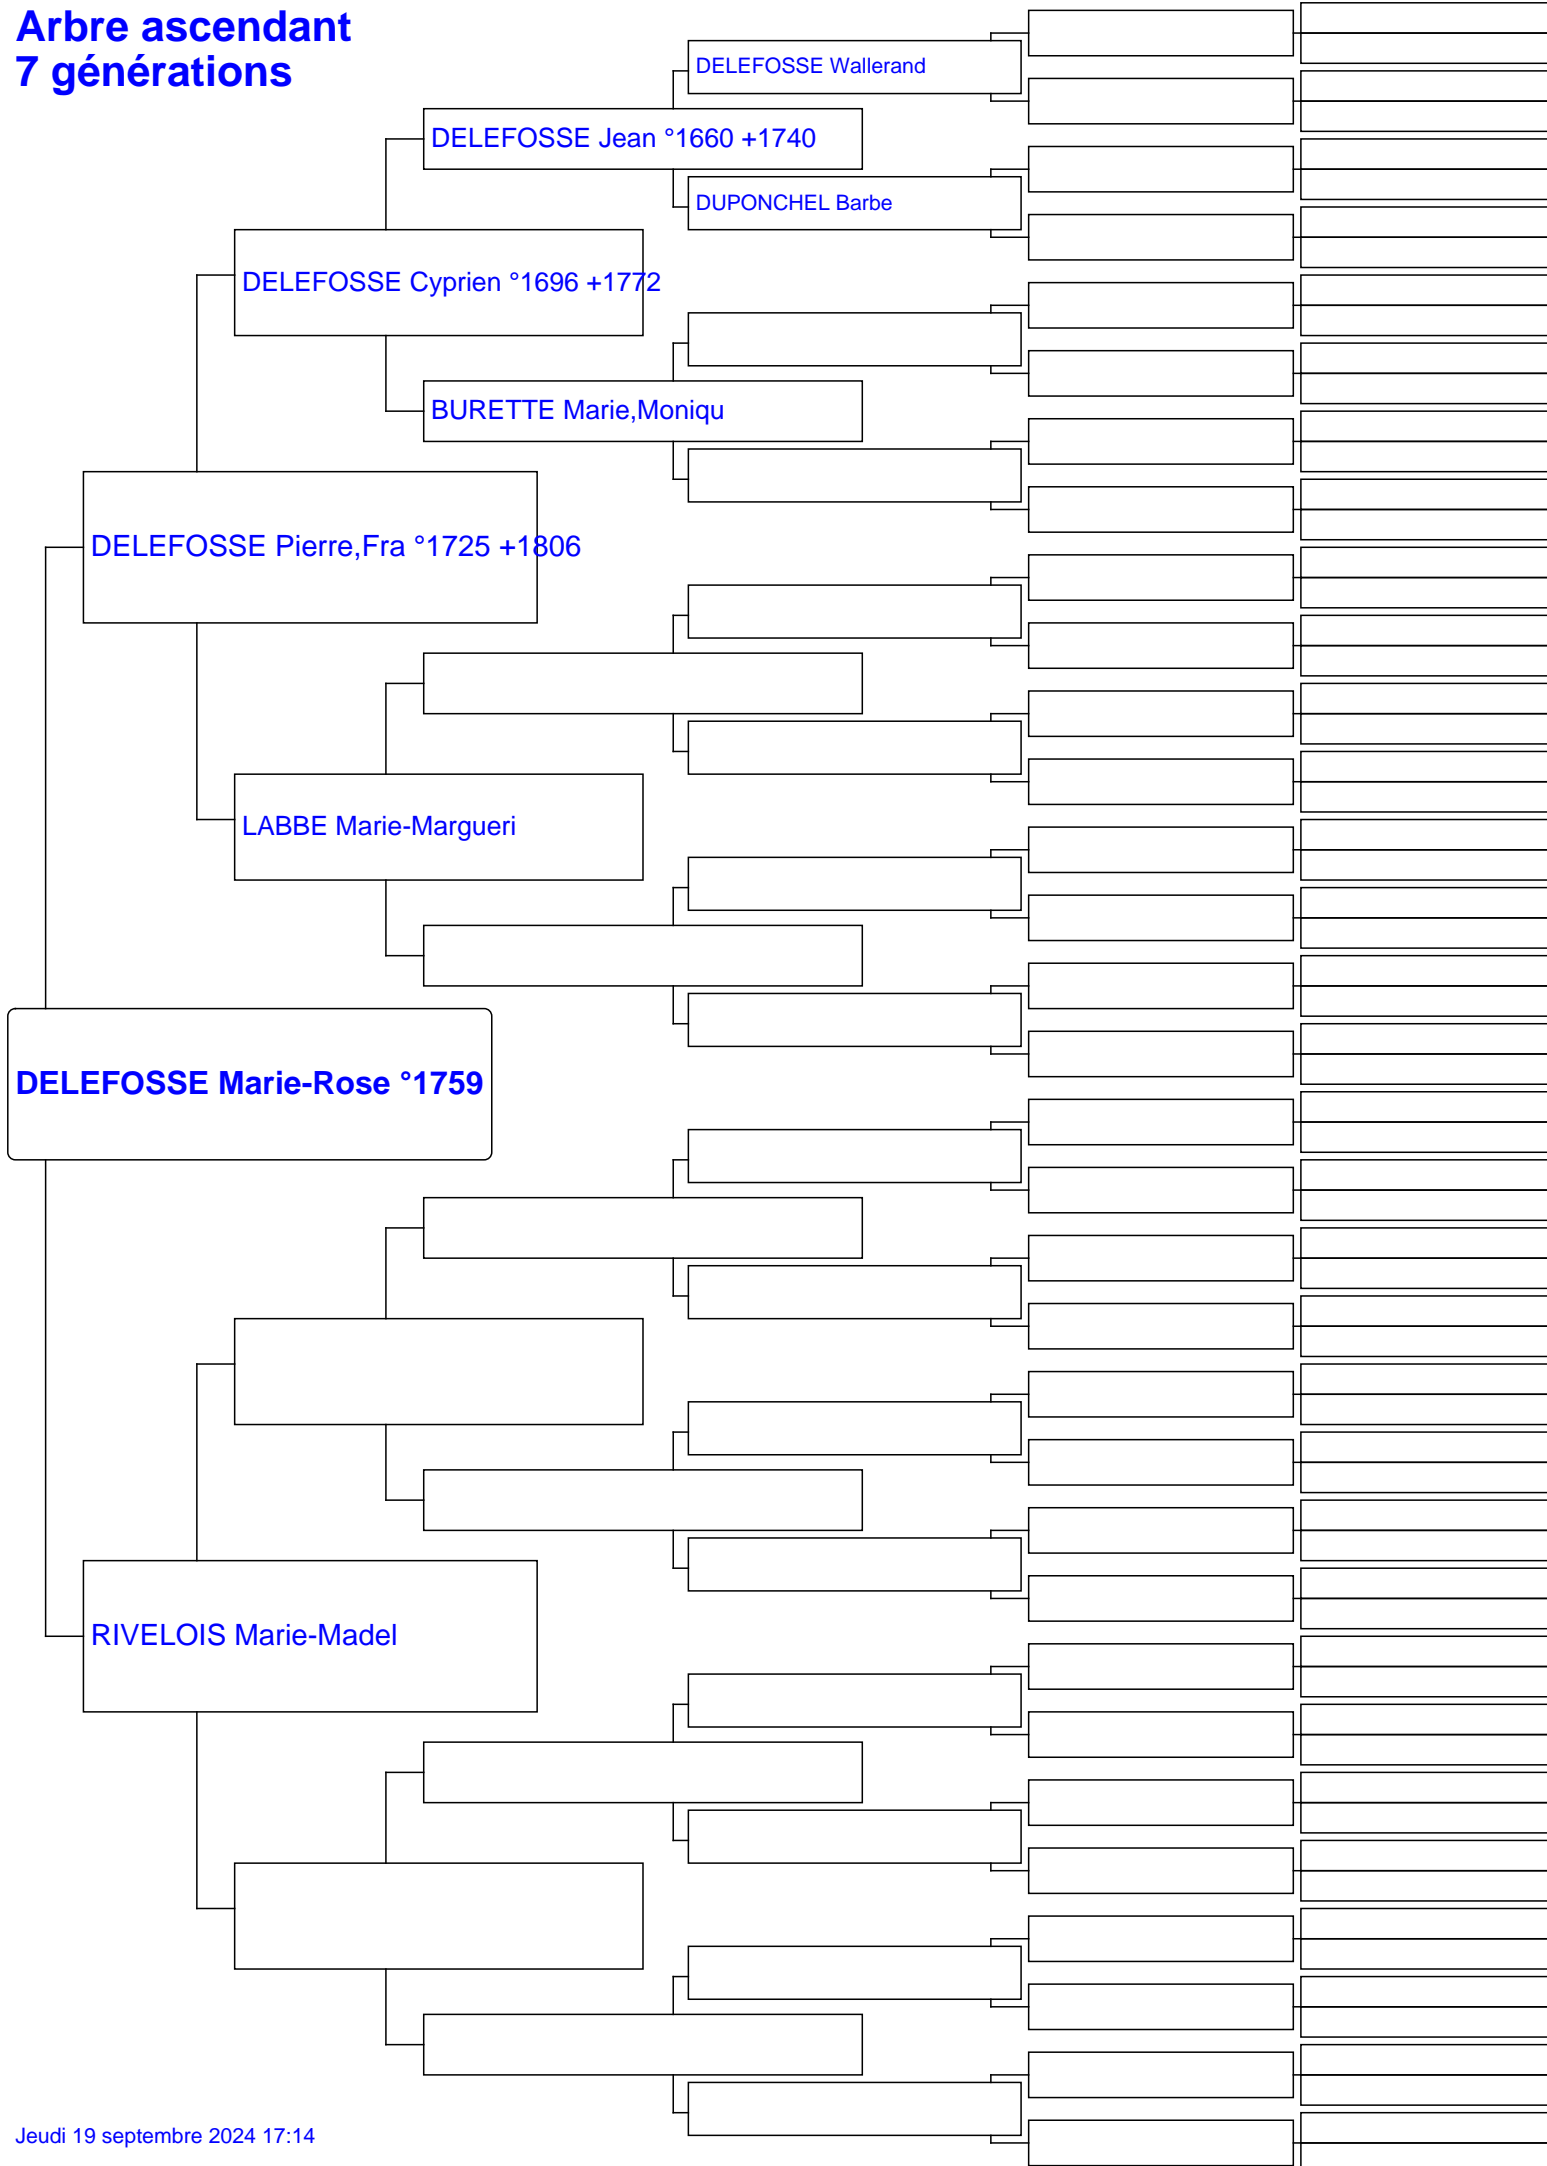 Arbre ascendant
7 générations
DELEFOSSE Wallerand
DELEFOSSE Jean °1660 +1740
DUPONCHEL Barbe
DELEFOSSE Cyprien °1696 +1772
BURETTE Marie,Moniqu
DELEFOSSE Pierre,Fra °1725 +1806
LABBE Marie-Margueri
DELEFOSSE Marie-Rose °1759
RIVELOIS Marie-Madel
Jeudi 19 septembre 2024 17:14